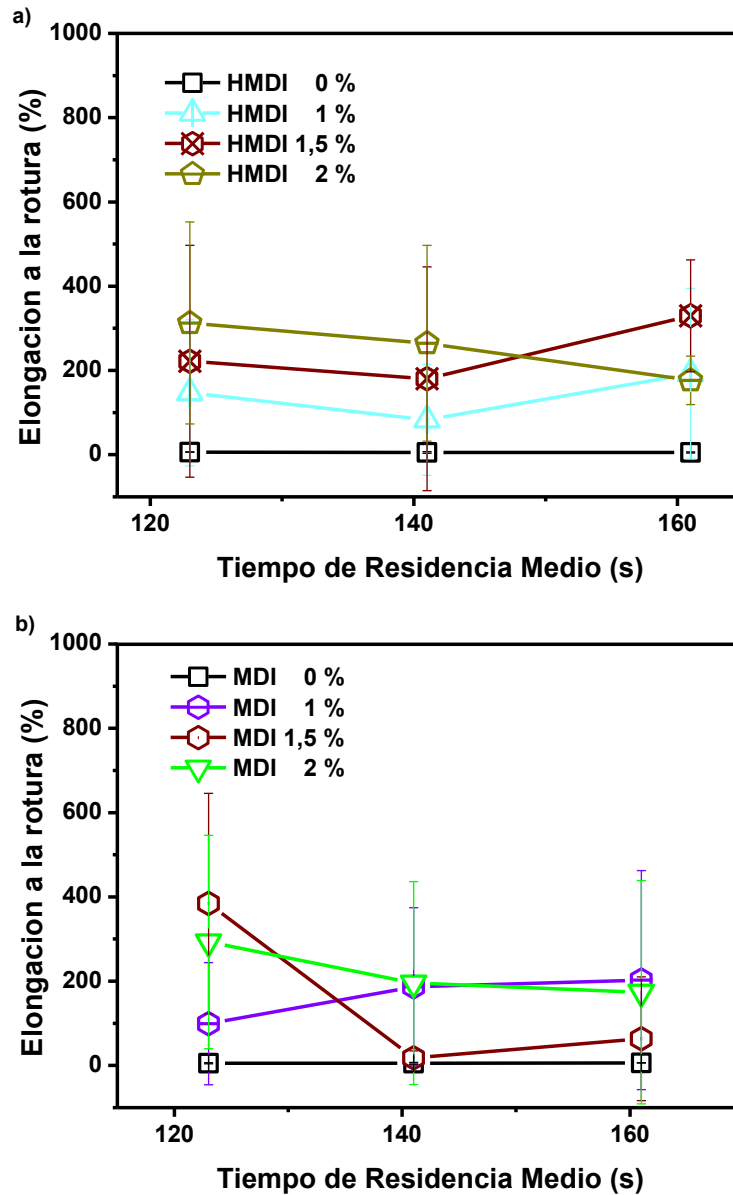 a)
1000
800
600
400
200
0
HMDI 0 %
HMDI 1 %
HMDI 1,5 %
HMDI 2 %
Elongacion a la rotura (%)
120 140 160
Tiempo de Residencia Medio (s)
b)
1000
800
600
400
200
0
MDI 0 %
MDI 1 %
MDI 1,5 %
MDI 2 %
Elongacion a la rotura (%)
120 140 160
Tiempo de Residencia Medio (s)